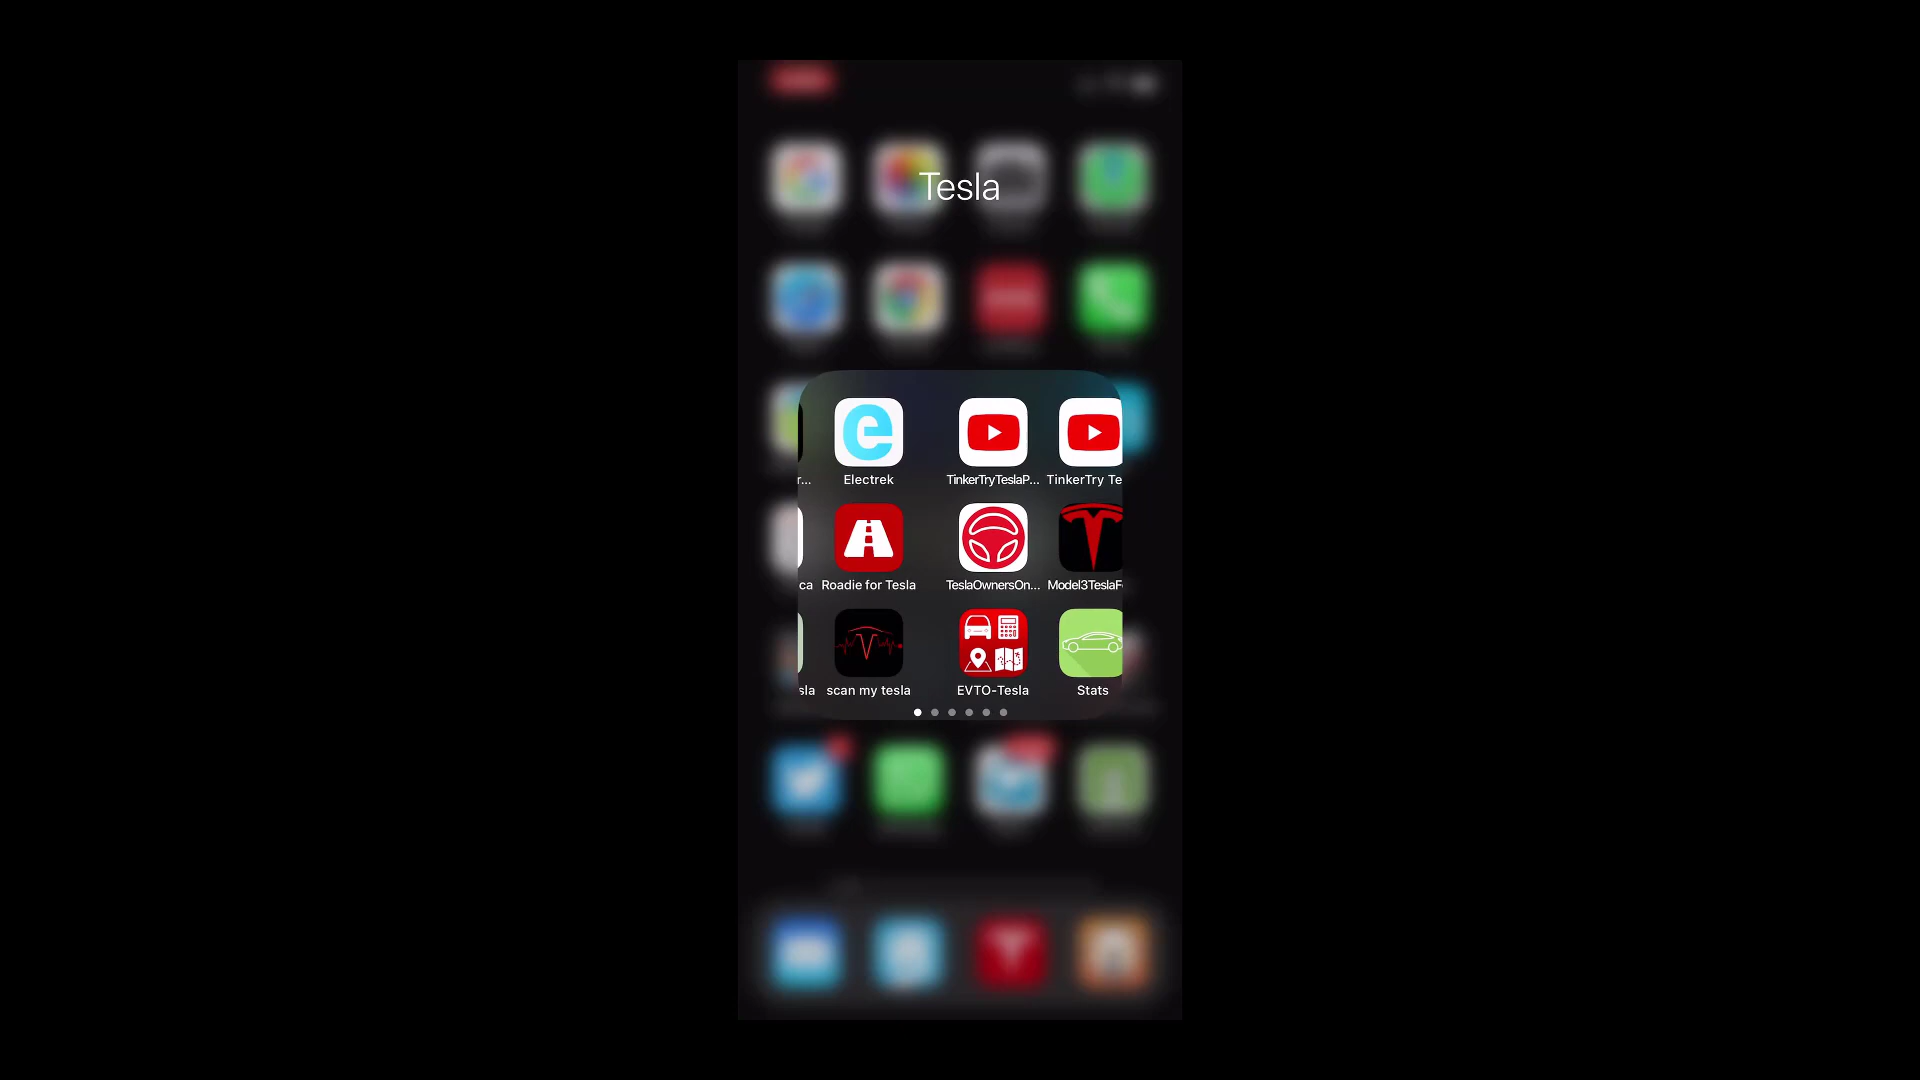 Tesla
r... Electrek TinkerTryTeslaP... TinkerTry Te
ca Roadie for Tesla TeslaOwnersOn... Model3TeslaF
sla scan my tesla EVTO-Tesla Stats